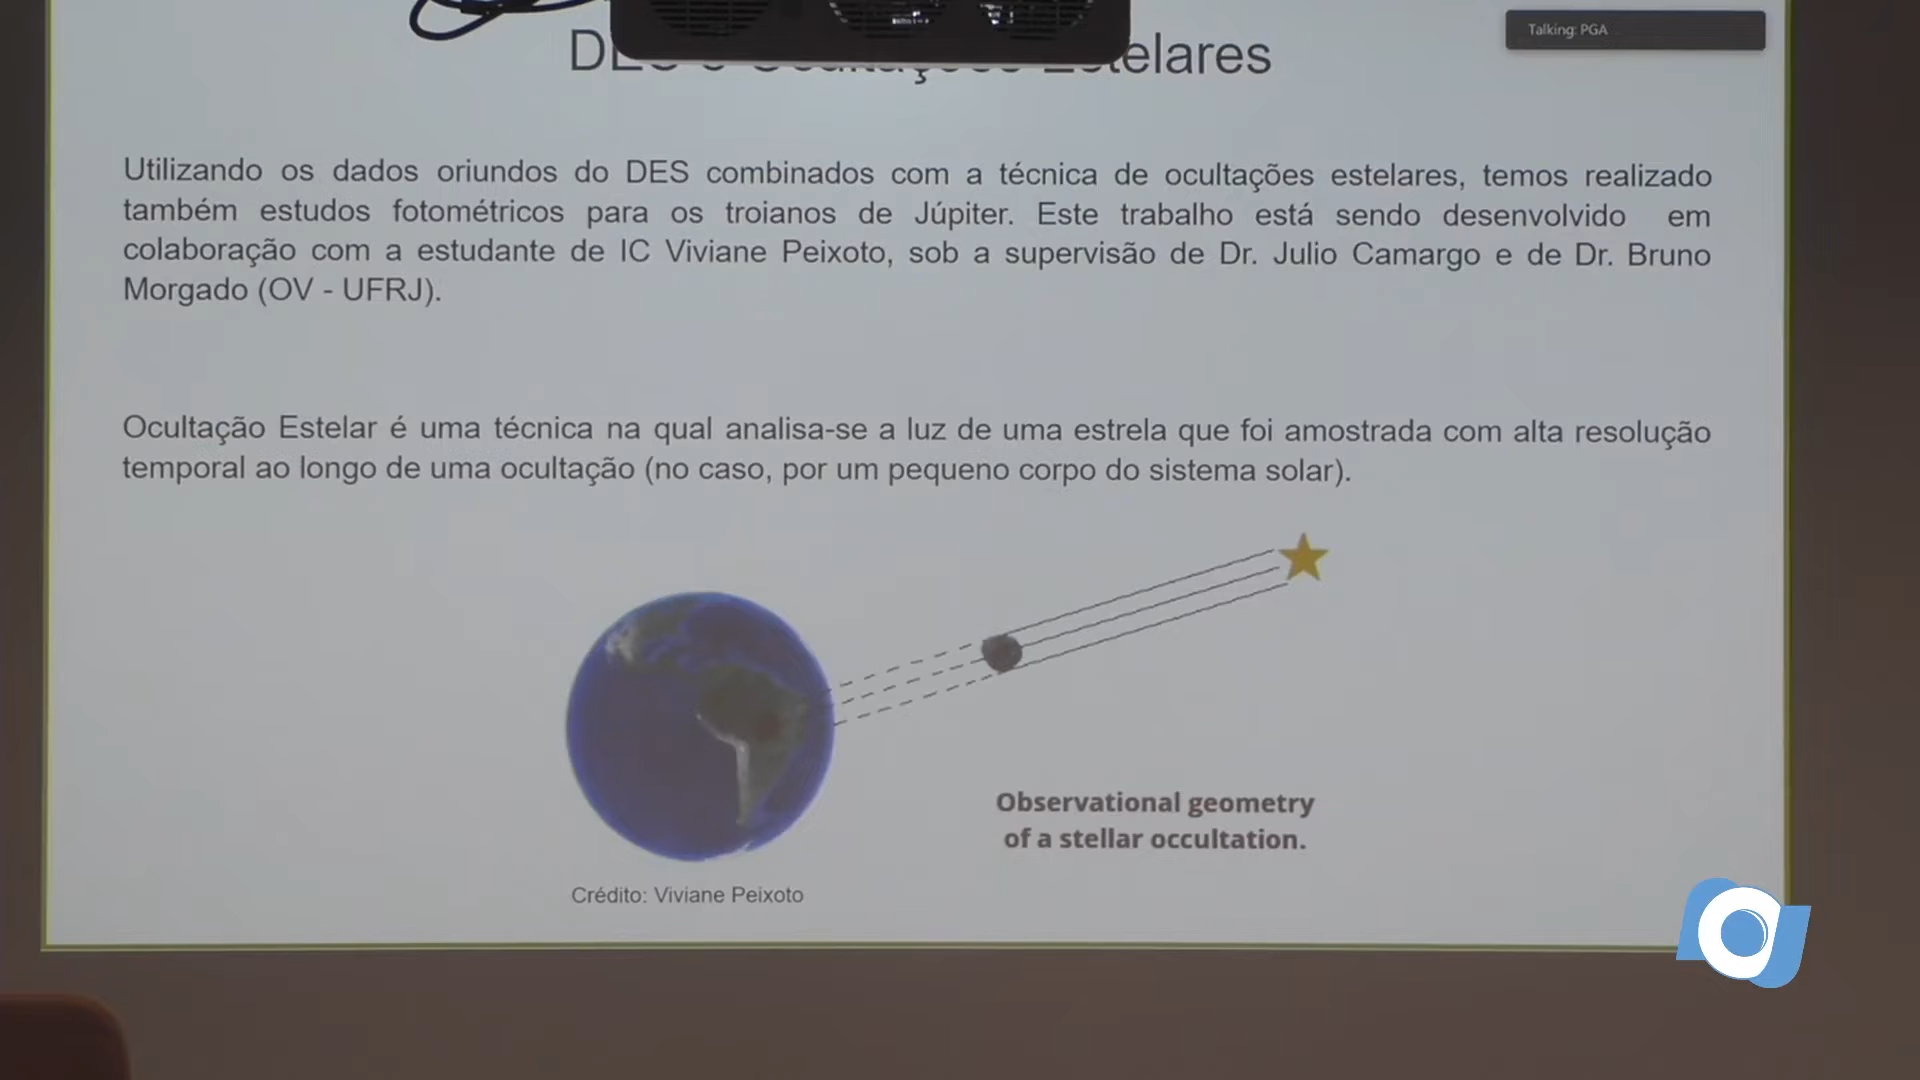 Talking: PGA
Estelares
Utilizando os dados oriundos do DES combinados com a técnica de ocultações estelares, temos realizado
também estudos fotométricos para os troianos de Júpiter. Este trabalho está sendo desenvolvido em
colaboração com a estudante de IC Viviane Peixoto, sob a supervisão de Dr. Julio Camargo e de Dr. Bruno
Morgado (OV - UFRJ).
Ocultação Estelar é uma técnica na qual analisa-se a luz de uma estrela que foi amostrada com alta resolução
temporal ao longo de uma ocultação (no caso, por um pequeno corpo do sistema solar).
Observational geometry
of a stellar occultation.
Crédito: Viviane Peixoto